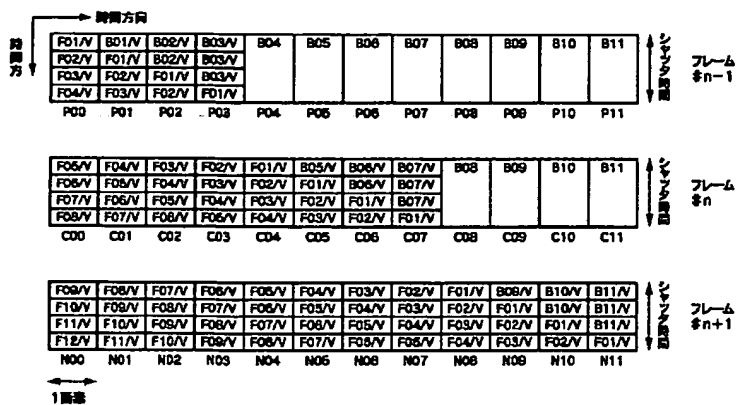 時間方向
時間方
F01/V B01/V B02/V B03/V B04 B05 B06 B07 B08 B09 B10 B11
F02/V F01/V B02/V B03/V
F03/V F02/V F01/V B03/V
F04/V F03/V F02/V F01/V
P00 P01 P02 P03 P04 P05 P06 P07 P08 P09 P10 P11
シャッタ時間
フレーム
#n-1
F05/V F04/V F03/V F02/V F01/V B05/V B06/V B07/V B08 B09 B10 B11
F06/V F05/V F04/V F03/V F02/V F01/V B06/V B07/V
F07/V F06/V F05/V F04/V F03/V F02/V F01/V B07/V
F08/V F07/V F06/V F05/V F04/V F03/V F02/V F01/V
C00 C01 C02 C03 C04 C05 C06 C07 C08 C09 C10 C11
シャッタ時間
フレーム
#n
F09/V F08/V F07/V F06/V F05/V F04/V F03/V F02/V F01/V B09/V B10/V B11/V
F10/V F09/V F08/V F07/V F06/V F05/V F04/V F03/V F02/V F01/V B10/V B11/V
F11/V F10/V F09/V F08/V F07/V F06/V F05/V F04/V F03/V F02/V F01/V B11/V
F12/V F11/V F10/V F09/V F08/V F07/V F06/V F05/V F04/V F03/V F02/V F01/V
N00 N01 N02 N03 N04 N05 N06 N07 N08 N09 N10 N11
シャッタ時間
フレーム
#n+1
1画素